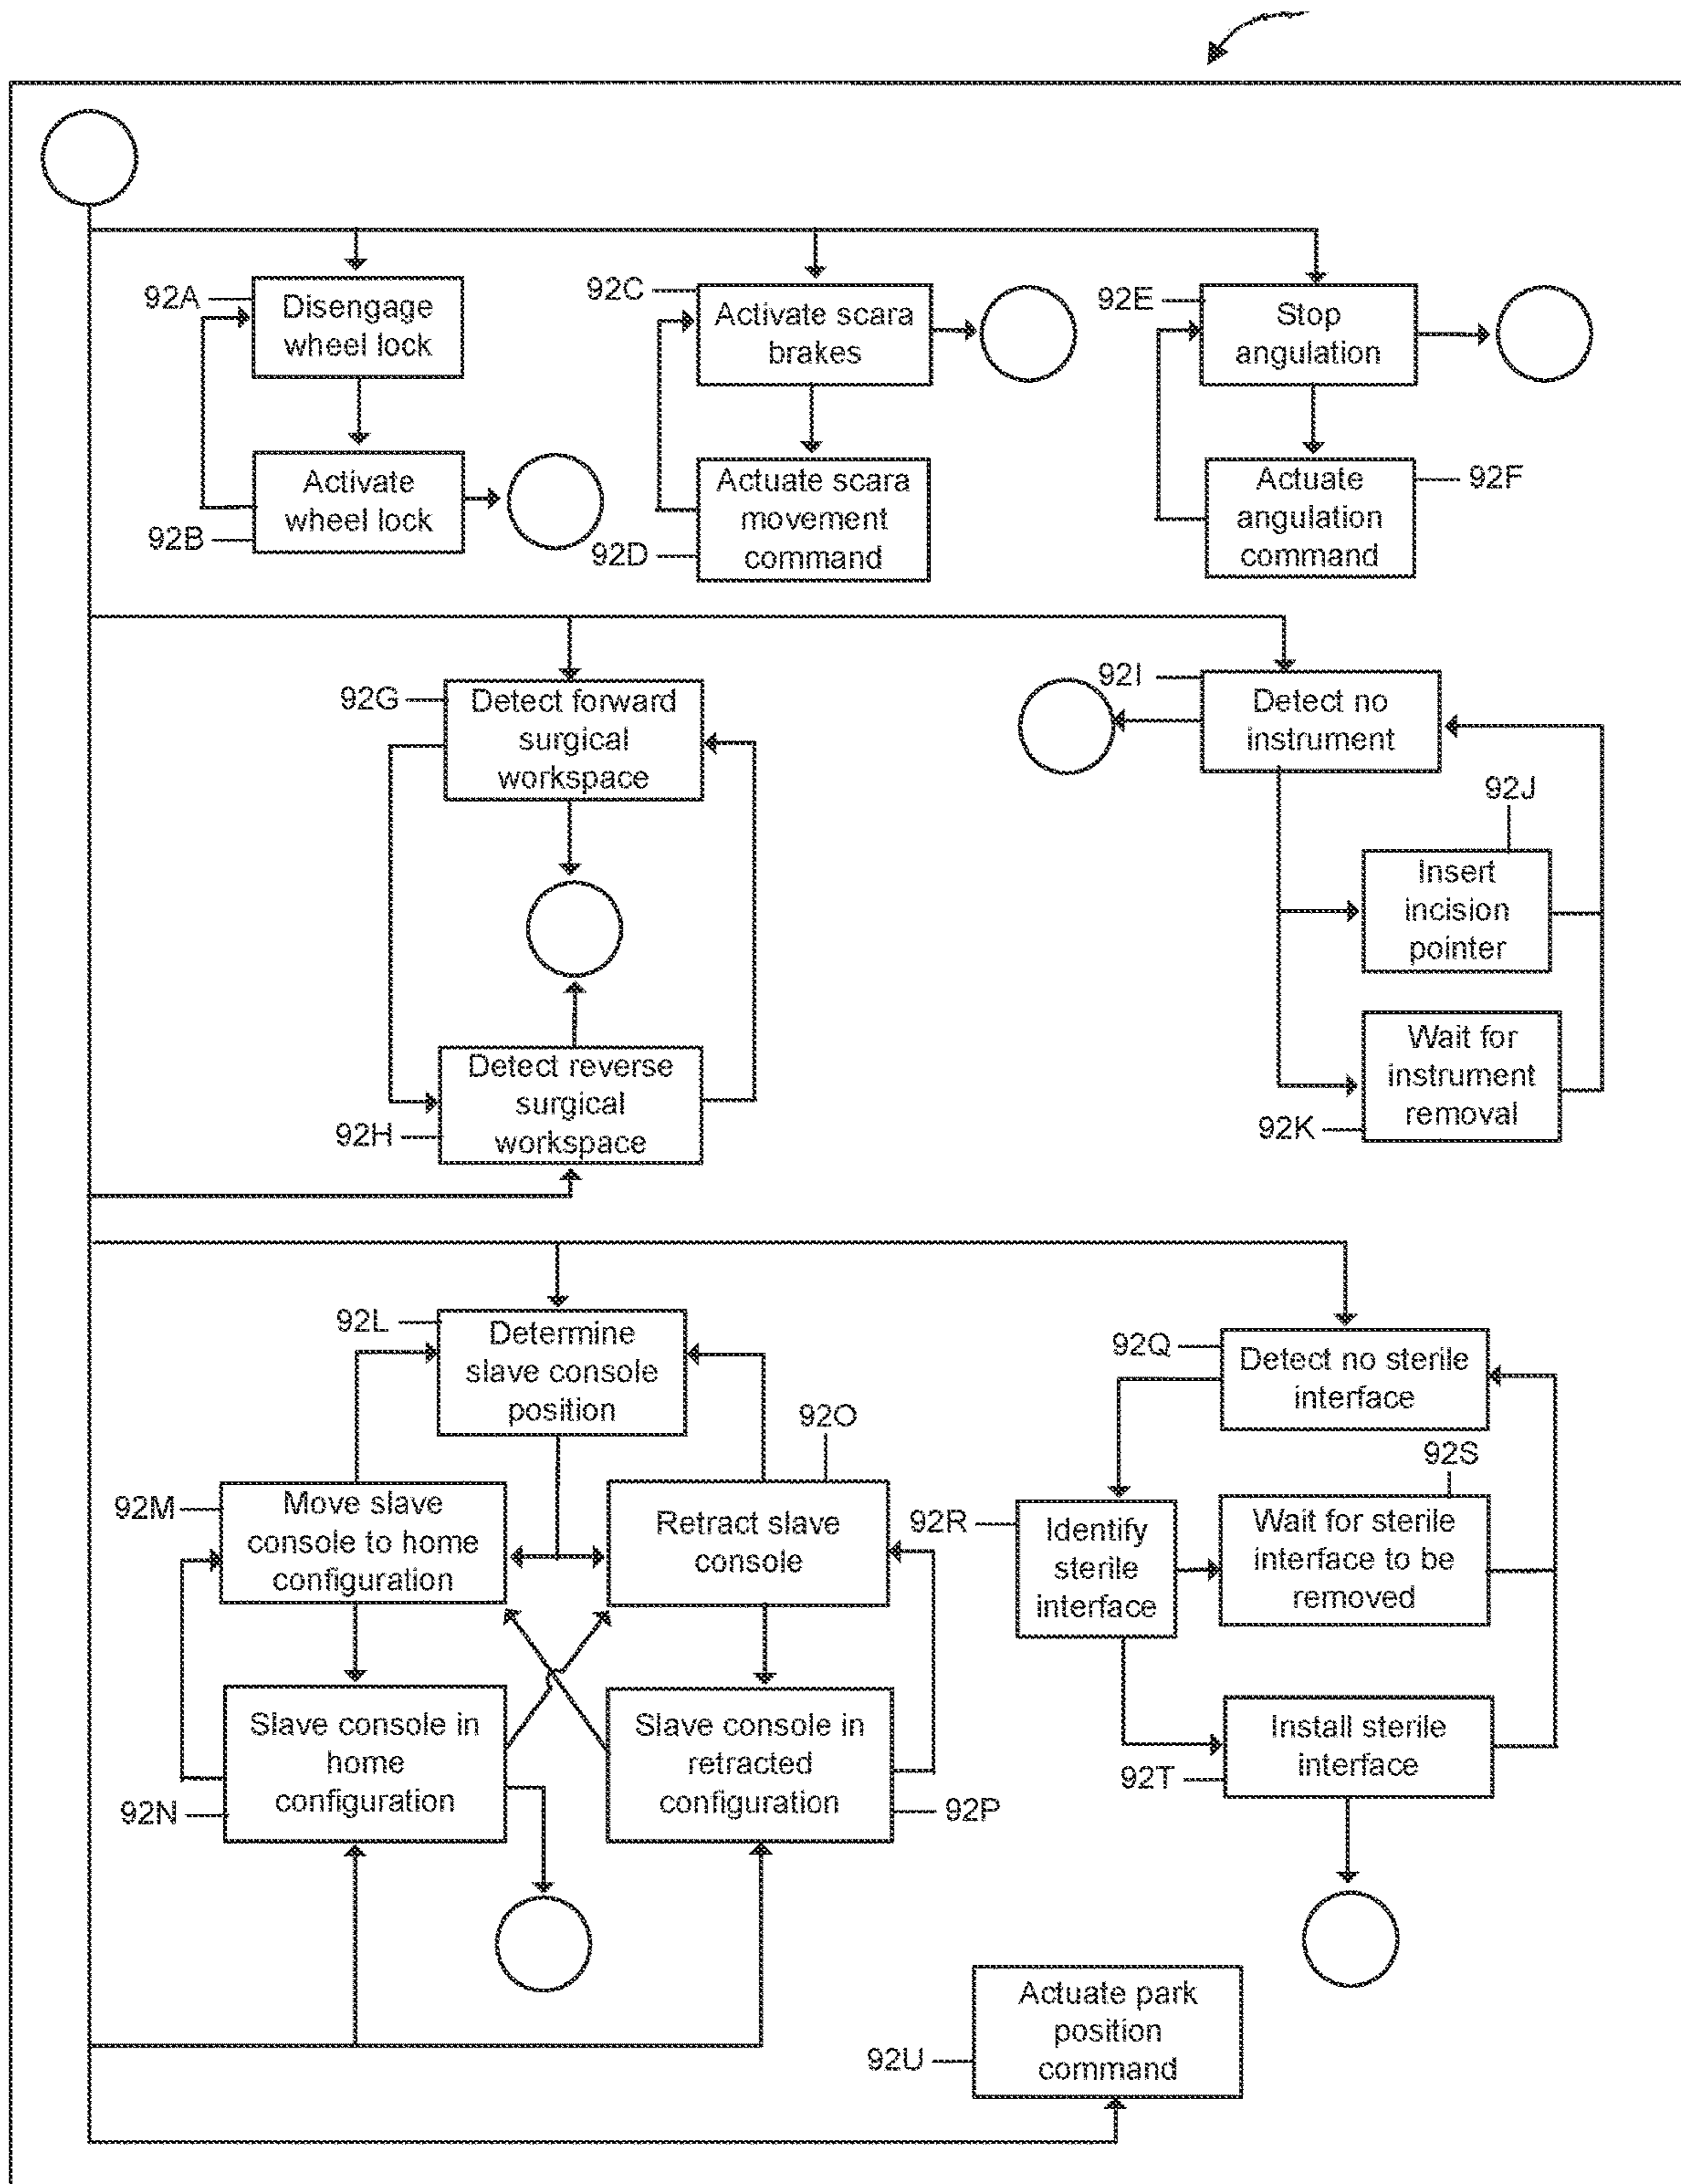 92A
Disengage
wheel lock
92B
Activate
wheel lock
92C
Activate scara
brakes
92D
Actuate scara
movement
command
92E
Stop
angulation
92F
Actuate
angulation
command
92G
Detect forward
surgical
workspace
92H
Detect reverse
surgical
workspace
92I
Detect no
instrument
92J
Insert
incision
pointer
92K
Wait for
instrument
removal
92L
Determine
slave console
position
92M
Move slave
console to home
configuration
92N
Slave console in
home
configuration
92O
Retract slave
console
92P
Slave console in
retracted
configuration
92Q
Detect no sterile
interface
92R
Identify
sterile
interface
92S
Wait for sterile
interface to be
removed
92T
Install sterile
interface
92U
Actuate park
position
command